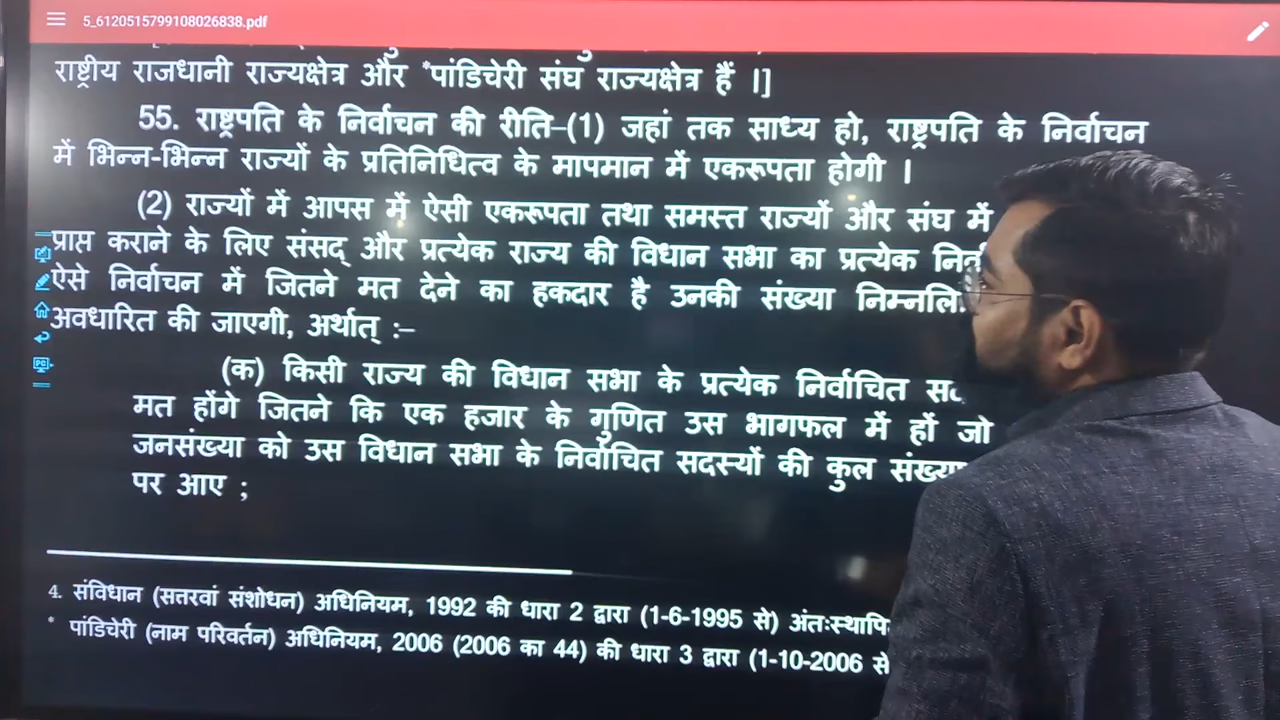 5_6120515799108026838.pdf
राष्ट्रीय राजधानी राज्यक्षेत्र और *पांडिचेरी संघ राज्यक्षेत्र हैं ।]
55. राष्ट्रपति के निर्वाचन की रीति–(1) जहां तक साध्य हो, राष्ट्रपति के निर्वाचन
में भिन्न-भिन्न राज्यों के प्रतिनिधित्व के मापमान में एकरूपता होगी ।
(2) राज्यों में आपस में ऐसी एकरूपता तथा समस्त राज्यों और संघ में
प्राप्त कराने के लिए संसद् और प्रत्येक राज्य की विधान सभा का प्रत्येक
ऐसे निर्वाचन में जितने मत देने का हकदार है उनकी संख्या
अवधारित की जाएगी, अर्थात् :–
(क) किसी राज्य की विधान सभा के प्रत्येक निर्वाचित
मत होंगे जितने कि एक हजार के गुणित उस भागफल में हों जो
जनसंख्या को उस विधान सभा के निर्वाचित सदस्यों की कुल
पर आए ;
4. संविधान (सत्तरवां संशोधन) अधिनियम, 1992 की धारा 2 द्वारा (1-6-1995 से)
* पांडिचेरी (नाम परिवर्तन) अधिनियम, 2006 (2006 का 44) की धारा 3 द्वारा (1-10-2006 से